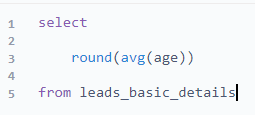 1 select
2
3 round(avg(age))
4
5 from leads_basic_details